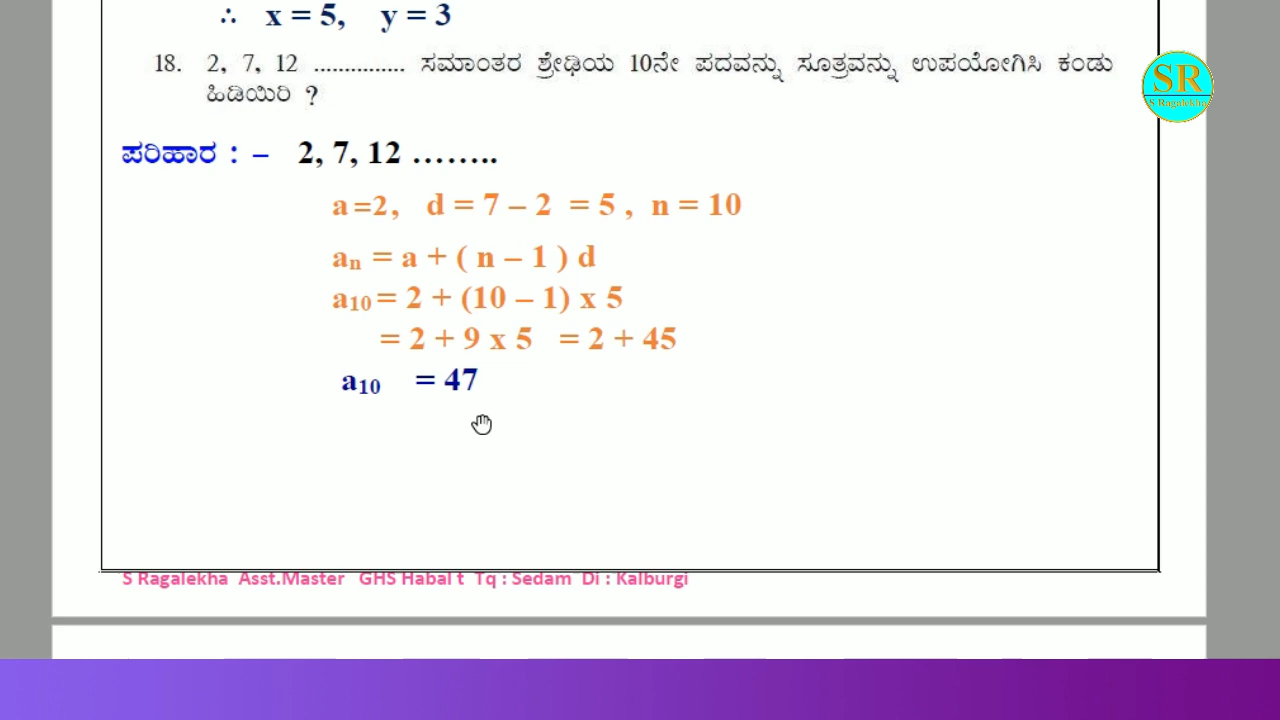 ∴ x = 5, y = 3
18. 2, 7, 12 ............... ಸಮಾಂತರ ಶ್ರೇಢಿಯ 10ನೇ ಪದವನ್ನು ಸೂತ್ರವನ್ನು ಉಪಯೋಗಿಸಿ ಕಂಡು
ಹಿಡಿಯಿರಿ ?
SR
S Ragalekha
ಪರಿಹಾರ : – 2, 7, 12 ……..
a =2, d = 7 – 2 = 5 , n = 10
aₙ = a + ( n – 1 ) d
a₁₀ = 2 + (10 – 1) x 5
= 2 + 9 x 5 = 2 + 45
a₁₀ = 47
S Ragalekha Asst.Master GHS Habal t Tq : Sedam Di : Kalburgi